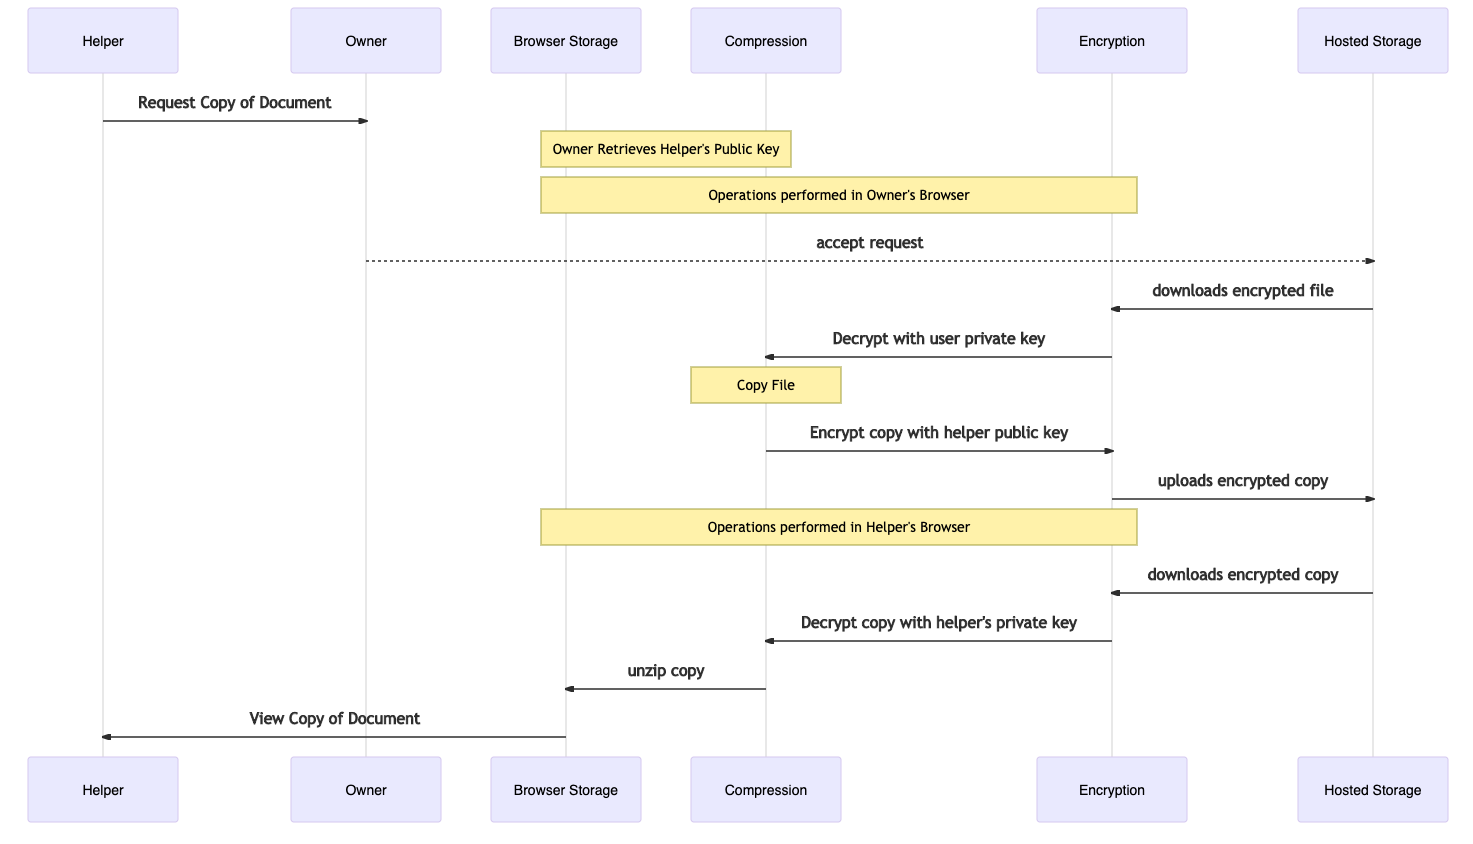 Helper
Owner
Browser Storage
Compression
Encryption
Hosted Storage
Request Copy of Document
Owner Retrieves Helper's Public Key
Operations performed in Owner's Browser
accept request
downloads encrypted file
Decrypt with user private key
Copy File
Encrypt copy with helper public key
uploads encrypted copy
Operations performed in Helper's Browser
downloads encrypted copy
Decrypt copy with helper's private key
unzip copy
View Copy of Document
Helper
Owner
Browser Storage
Compression
Encryption
Hosted Storage